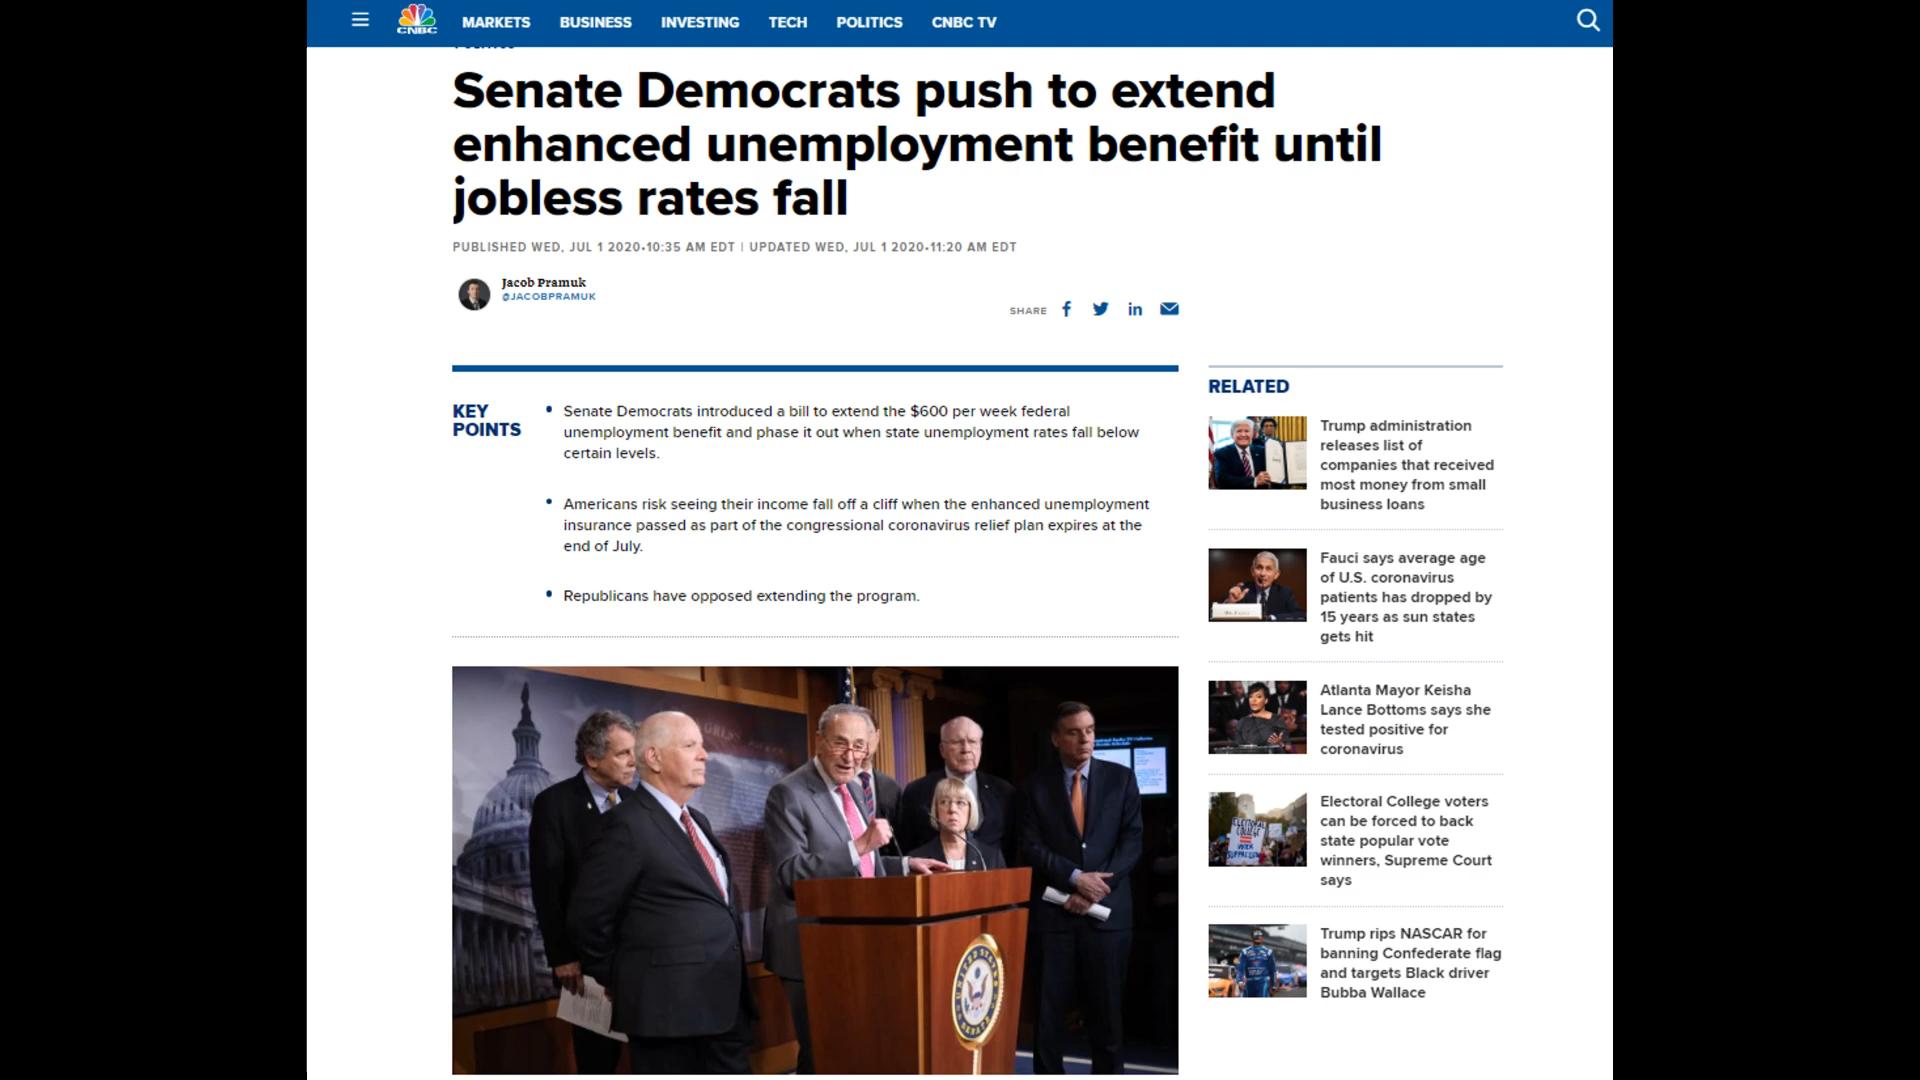 CNBC
MARKETS BUSINESS INVESTING TECH POLITICS CNBC TV
Senate Democrats push to extend
enhanced unemployment benefit until
jobless rates fall
PUBLISHED WED, JUL 1 2020•10:35 AM EDT | UPDATED WED, JUL 1 2020•11:20 AM EDT
Jacob Pramuk
@JACOBPRAMUK
SHARE
KEY
POINTS
• Senate Democrats introduced a bill to extend the $600 per week federal
unemployment benefit and phase it out when state unemployment rates fall below
certain levels.
• Americans risk seeing their income fall off a cliff when the enhanced unemployment
insurance passed as part of the congressional coronavirus relief plan expires at the
end of July.
• Republicans have opposed extending the program.
UNITED STATES SENATE
RELATED
Trump administration
releases list of
companies that received
most money from small
business loans
Fauci says average age
of U.S. coronavirus
patients has dropped by
15 years as sun states
gets hit
Atlanta Mayor Keisha
Lance Bottoms says she
tested positive for
coronavirus
ELECTORAL
COLLEGE
=
VOTER
SUPPRESSION
Electoral College voters
can be forced to back
state popular vote
winners, Supreme Court
says
Trump rips NASCAR for
banning Confederate flag
and targets Black driver
Bubba Wallace